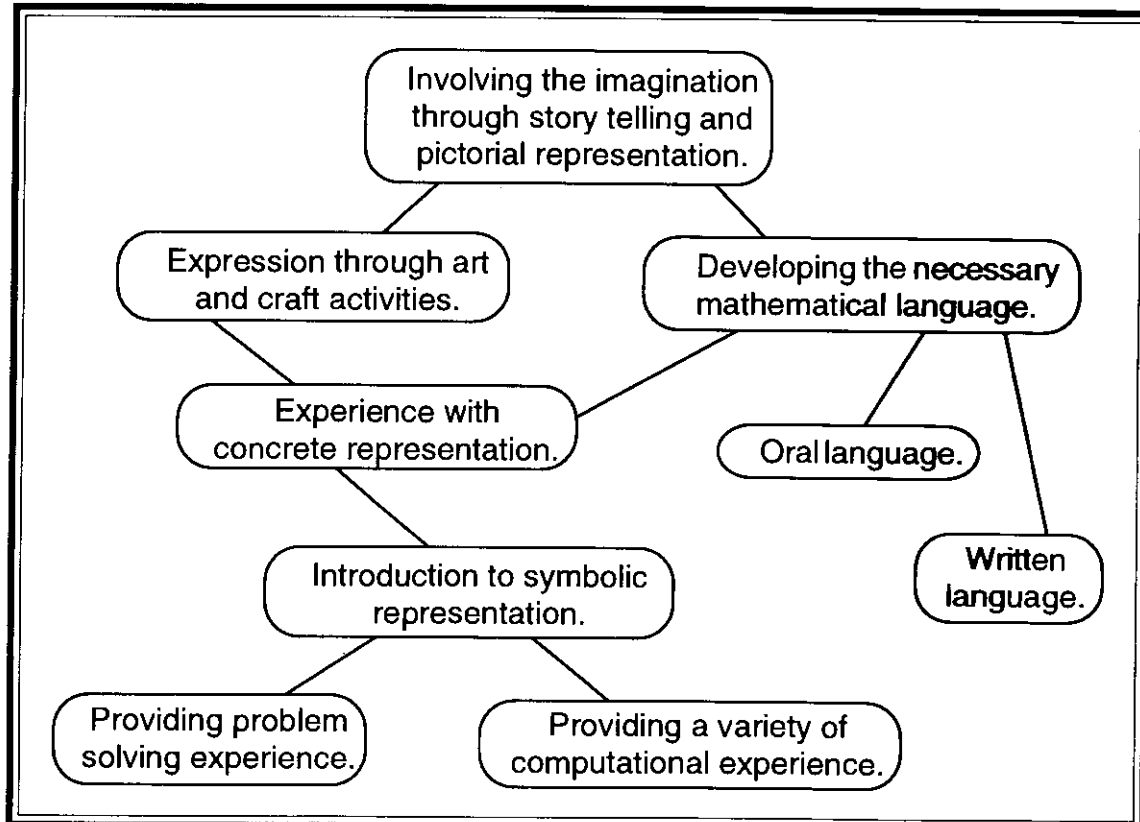 Involving the imagination
through story telling and
pictorial representation.
Expression through art
and craft activities.
Developing the necessary
mathematical language.
Experience with
concrete representation.
Oral language.
Written
language.
Introduction to symbolic
representation.
Providing problem
solving experience.
Providing a variety of
computational experience.